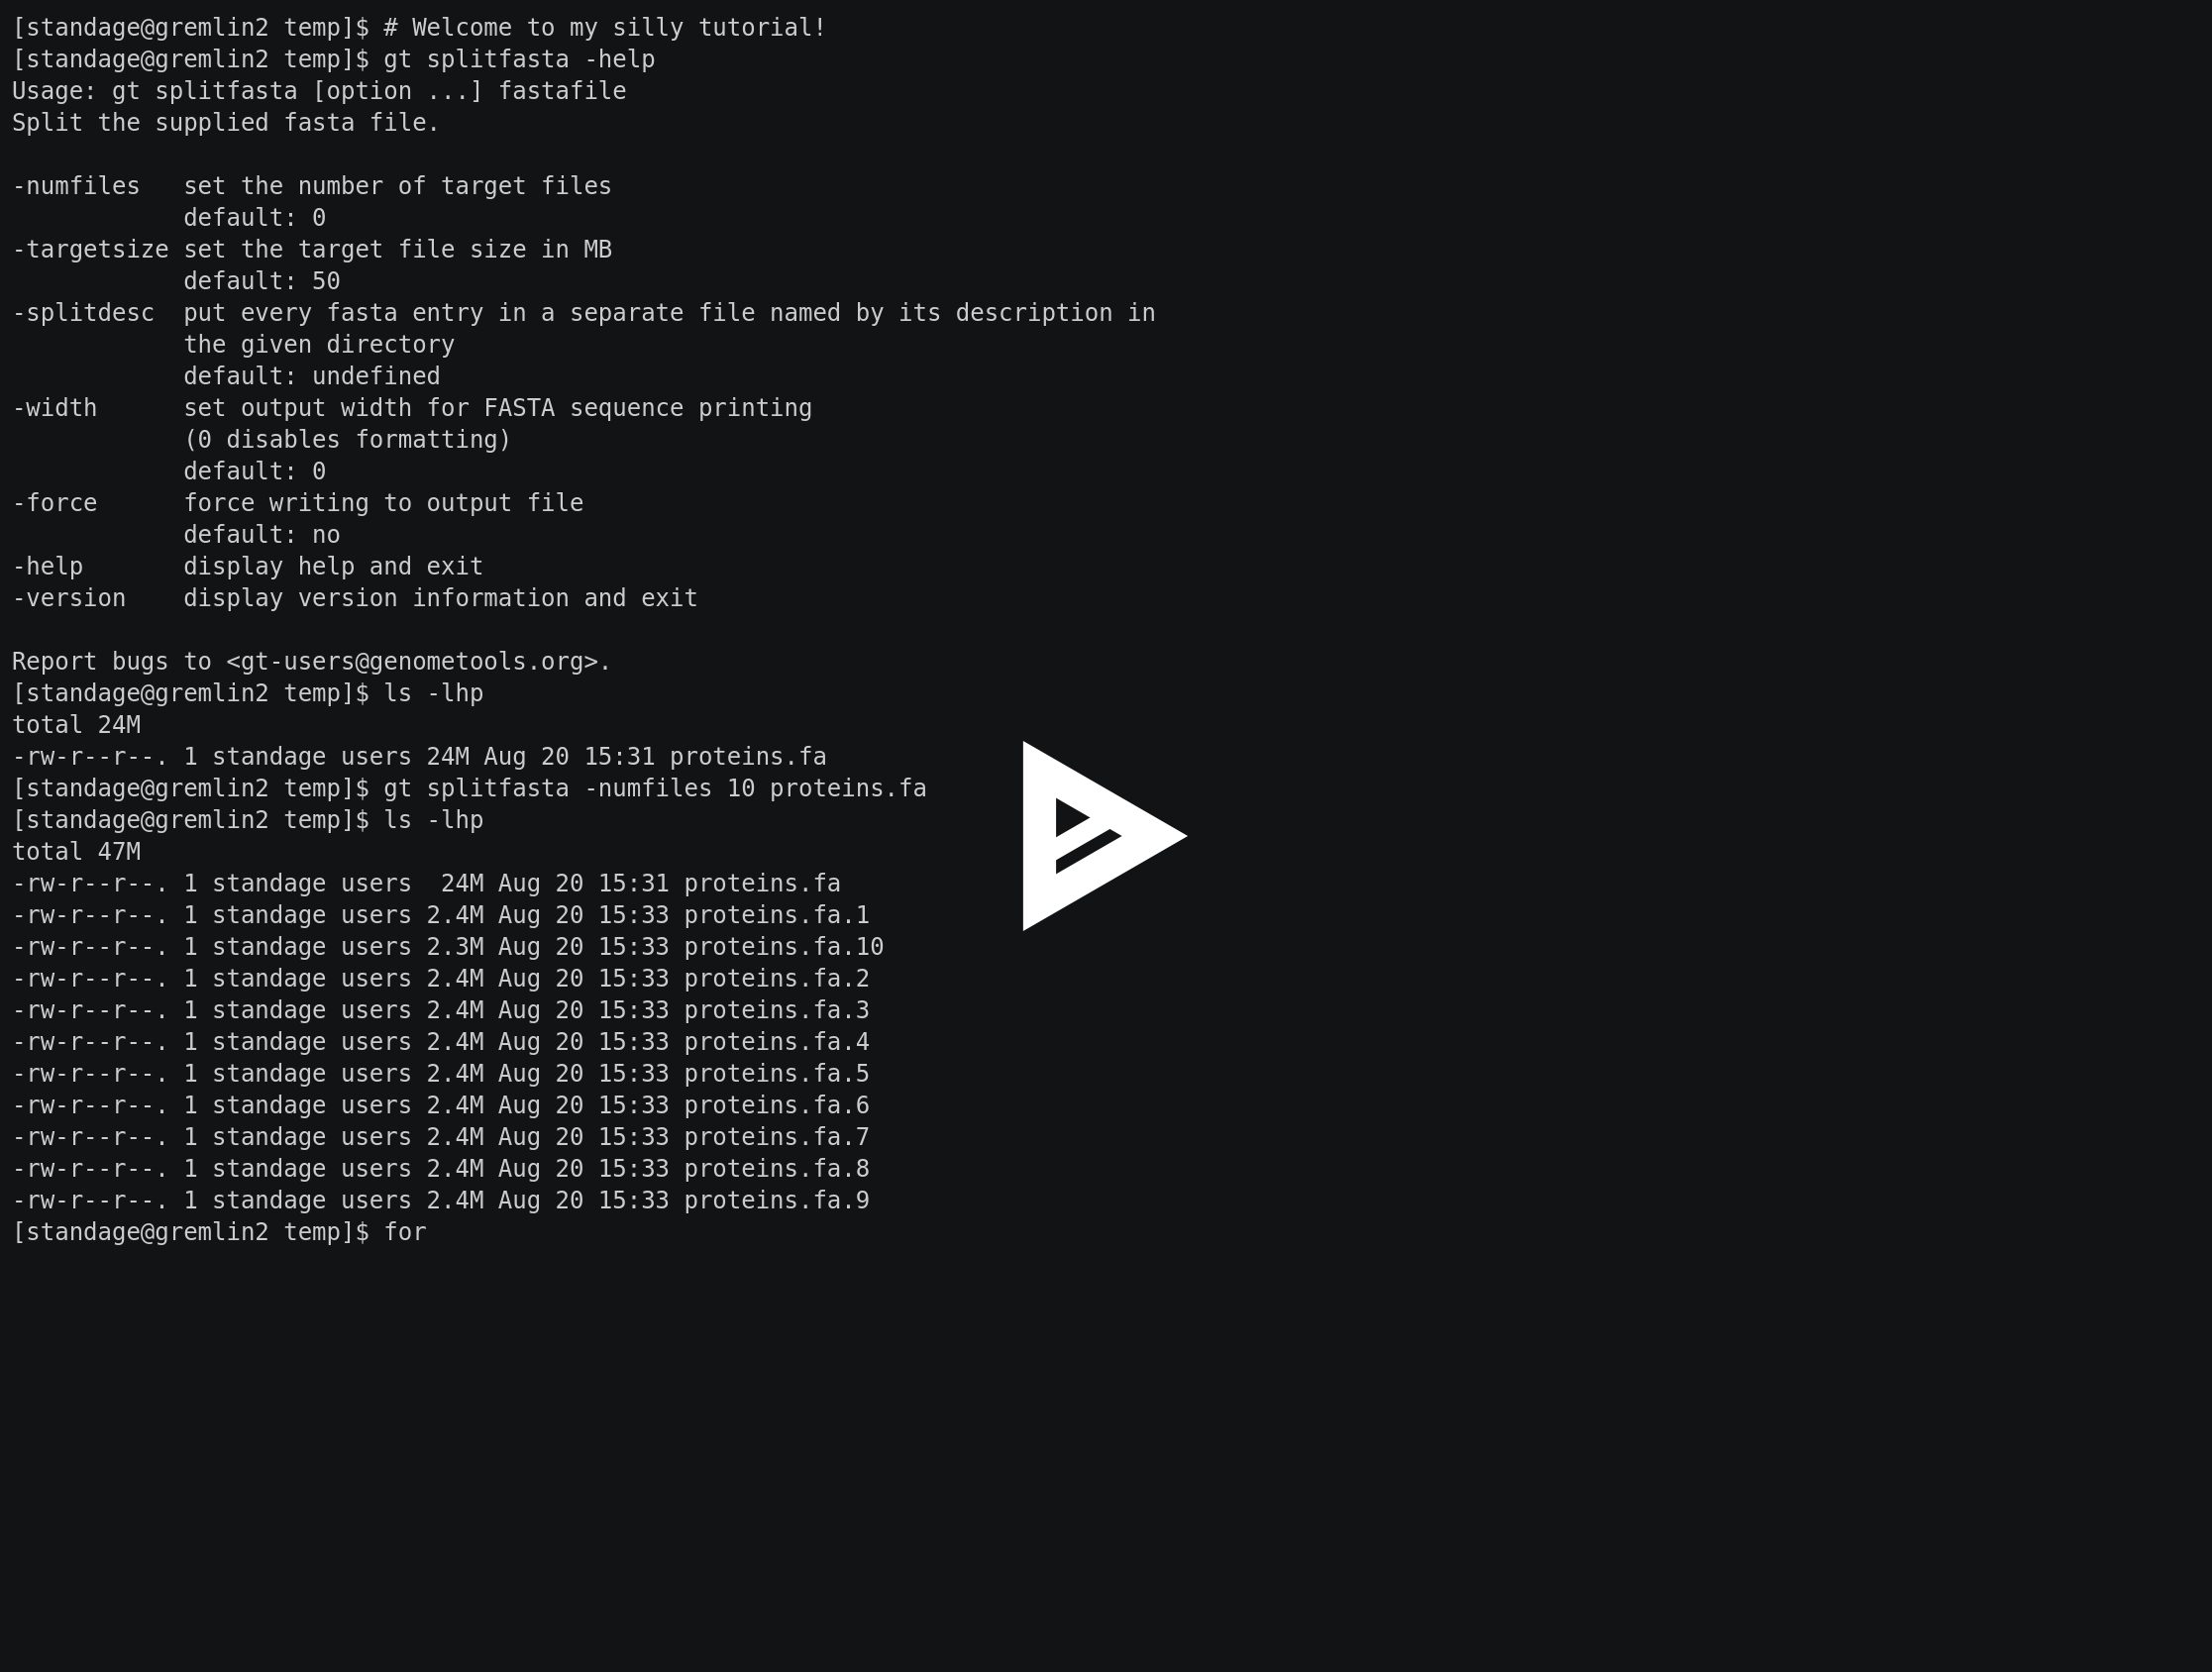 [standage@gremlin2 temp]$ # Welcome to my silly tutorial!
[standage@gremlin2 temp]$ gt splitfasta -help
Usage: gt splitfasta [option ...] fastafile
Split the supplied fasta file.

-numfiles   set the number of target files
            default: 0
-targetsize set the target file size in MB
            default: 50
-splitdesc  put every fasta entry in a separate file named by its description in
            the given directory
            default: undefined
-width      set output width for FASTA sequence printing
            (0 disables formatting)
            default: 0
-force      force writing to output file
            default: no
-help       display help and exit
-version    display version information and exit

Report bugs to <gt-users@genometools.org>.
[standage@gremlin2 temp]$ ls -lhp
total 24M
-rw-r--r--. 1 standage users 24M Aug 20 15:31 proteins.fa
[standage@gremlin2 temp]$ gt splitfasta -numfiles 10 proteins.fa
[standage@gremlin2 temp]$ ls -lhp
total 47M
-rw-r--r--. 1 standage users  24M Aug 20 15:31 proteins.fa
-rw-r--r--. 1 standage users 2.4M Aug 20 15:33 proteins.fa.1
-rw-r--r--. 1 standage users 2.3M Aug 20 15:33 proteins.fa.10
-rw-r--r--. 1 standage users 2.4M Aug 20 15:33 proteins.fa.2
-rw-r--r--. 1 standage users 2.4M Aug 20 15:33 proteins.fa.3
-rw-r--r--. 1 standage users 2.4M Aug 20 15:33 proteins.fa.4
-rw-r--r--. 1 standage users 2.4M Aug 20 15:33 proteins.fa.5
-rw-r--r--. 1 standage users 2.4M Aug 20 15:33 proteins.fa.6
-rw-r--r--. 1 standage users 2.4M Aug 20 15:33 proteins.fa.7
-rw-r--r--. 1 standage users 2.4M Aug 20 15:33 proteins.fa.8
-rw-r--r--. 1 standage users 2.4M Aug 20 15:33 proteins.fa.9
[standage@gremlin2 temp]$ for